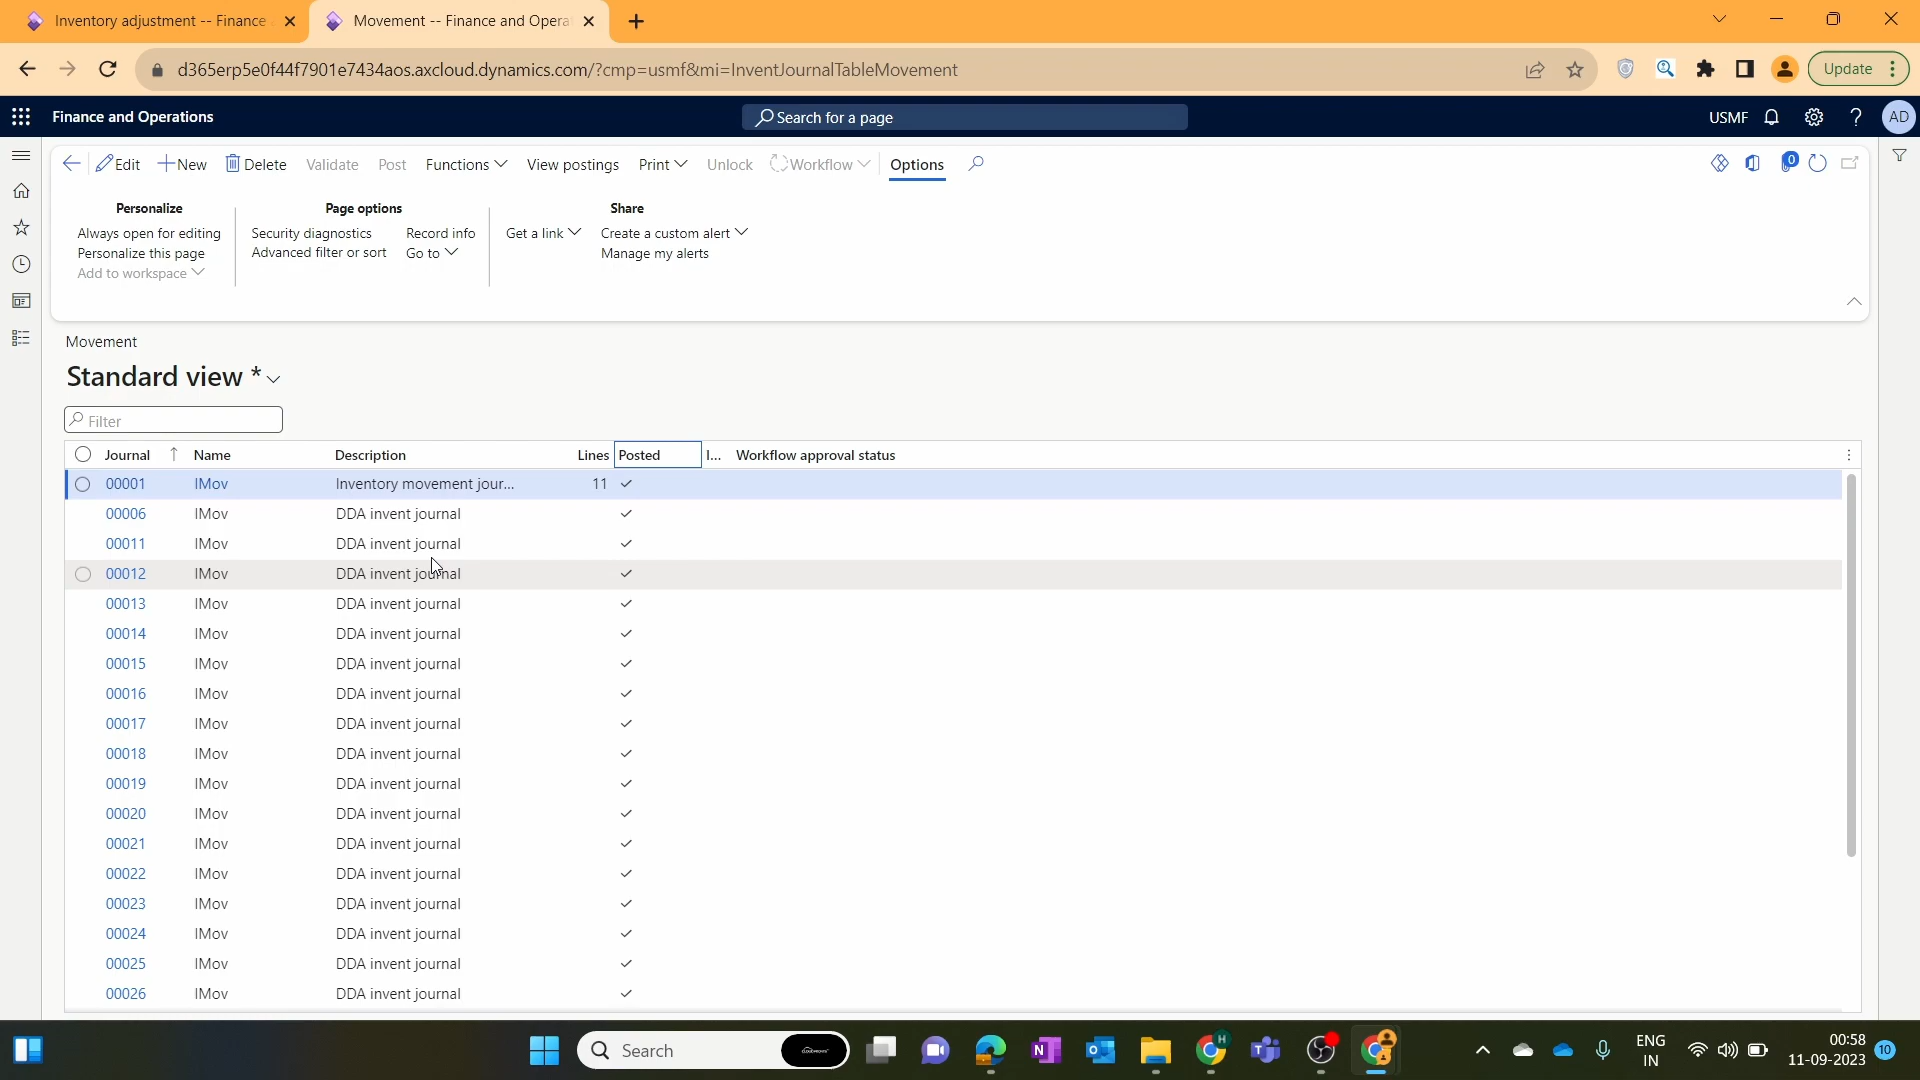 Inventory adjustment -- Finance
Movement -- Finance and Opera
d365erp5e0f44f7901e7434aos.axcloud.dynamics.com/?cmp=usmf&mi=InventJournalTableMovement
Update
Finance and Operations
Search for a page
USMF
AD
Edit New Delete Validate Post Functions View postings Print Unlock Workflow Options
0
Personalize Page options Share
Always open for editing Security diagnostics Record info Get a link Create a custom alert
Personalize this page Advanced filter or sort Go to Manage my alerts
Add to workspace
Movement
Standard view *
Filter
Journal Name Description Lines Posted I... Workflow approval status
00001 IMov Inventory movement jour... 11
00006 IMov DDA invent journal
00011 IMov DDA invent journal
00012 IMov DDA invent journal
00013 IMov DDA invent journal
00014 IMov DDA invent journal
00015 IMov DDA invent journal
00016 IMov DDA invent journal
00017 IMov DDA invent journal
00018 IMov DDA invent journal
00019 IMov DDA invent journal
00020 IMov DDA invent journal
00021 IMov DDA invent journal
00022 IMov DDA invent journal
00023 IMov DDA invent journal
00024 IMov DDA invent journal
00025 IMov DDA invent journal
00026 IMov DDA invent journal
Search
H
ENG
IN
00:58
11-09-2023
10